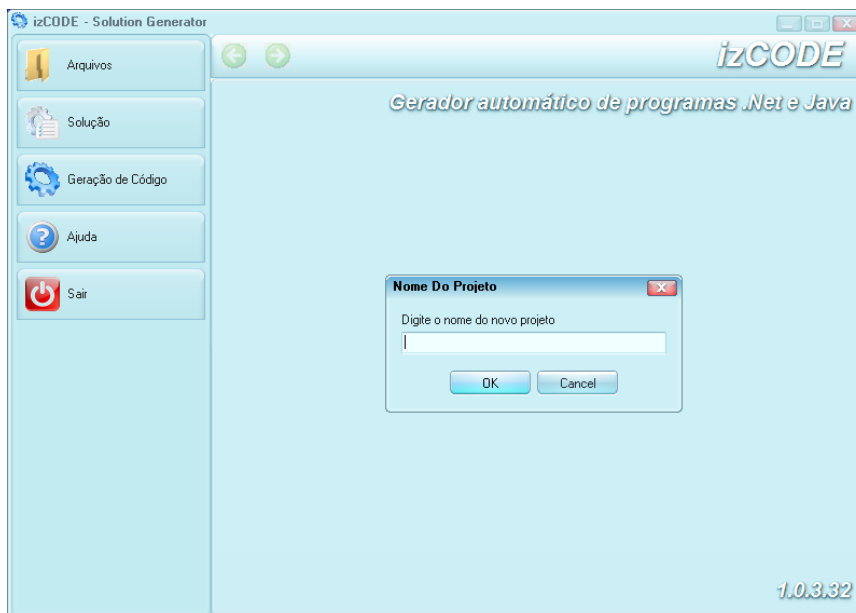 izCODE - Solution Generator
Arquivos
Solução
Geração de Código
Ajuda
Sair
izCODE
Gerador automático de programas .Net e Java
Nome Do Projeto
Digite o nome do novo projeto
OK Cancel
1.0.3.32